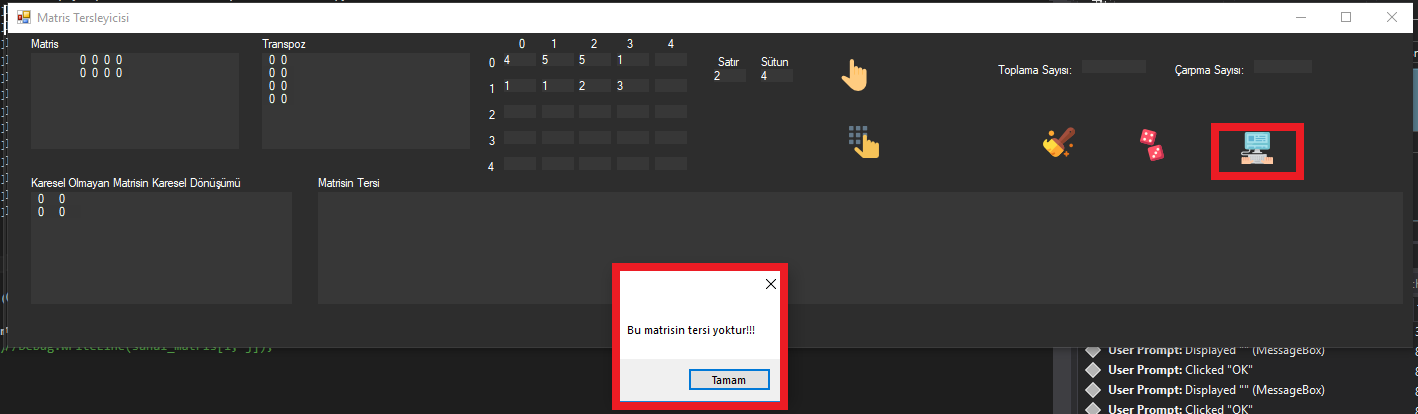 Matris Tersleyicisi
Matris
0 0 0 0
0 0 0 0
Transpoz
0 0
0 0
0 0
0 0
0 1 2 3 4
0 4 5 5 1
1 1 1 2 3
2
3
4
Satır Sütun
2 4
Toplama Sayısı:
Çarpma Sayısı:
Karesel Olmayan Matrisin Karesel Dönüşümü
0 0
0 0
Matrisin Tersi
Bu matrisin tersi yoktur!!!
Tamam
User Prompt: Displayed "" (MessageBox)
User Prompt: Clicked "OK"
User Prompt: Displayed "" (MessageBox)
User Prompt: Clicked "OK"